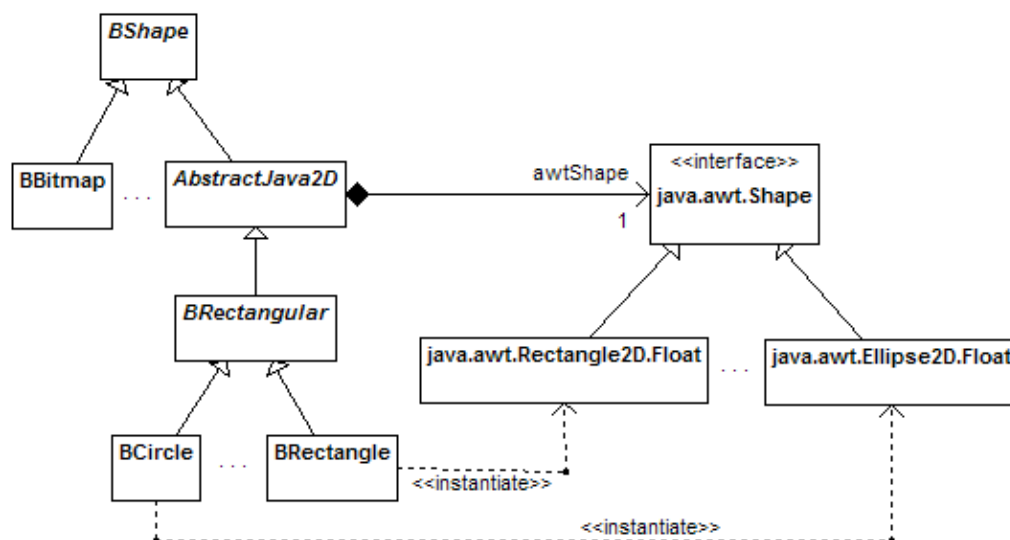 BShape
BBitmap
. . .
AbstractJava2D
awtShape
1
<<interface>>
java.awt.Shape
BRectangular
java.awt.Rectangle2D.Float
. . .
java.awt.Ellipse2D.Float
BCircle
. . .
BRectangle
<<instantiate>>
<<instantiate>>